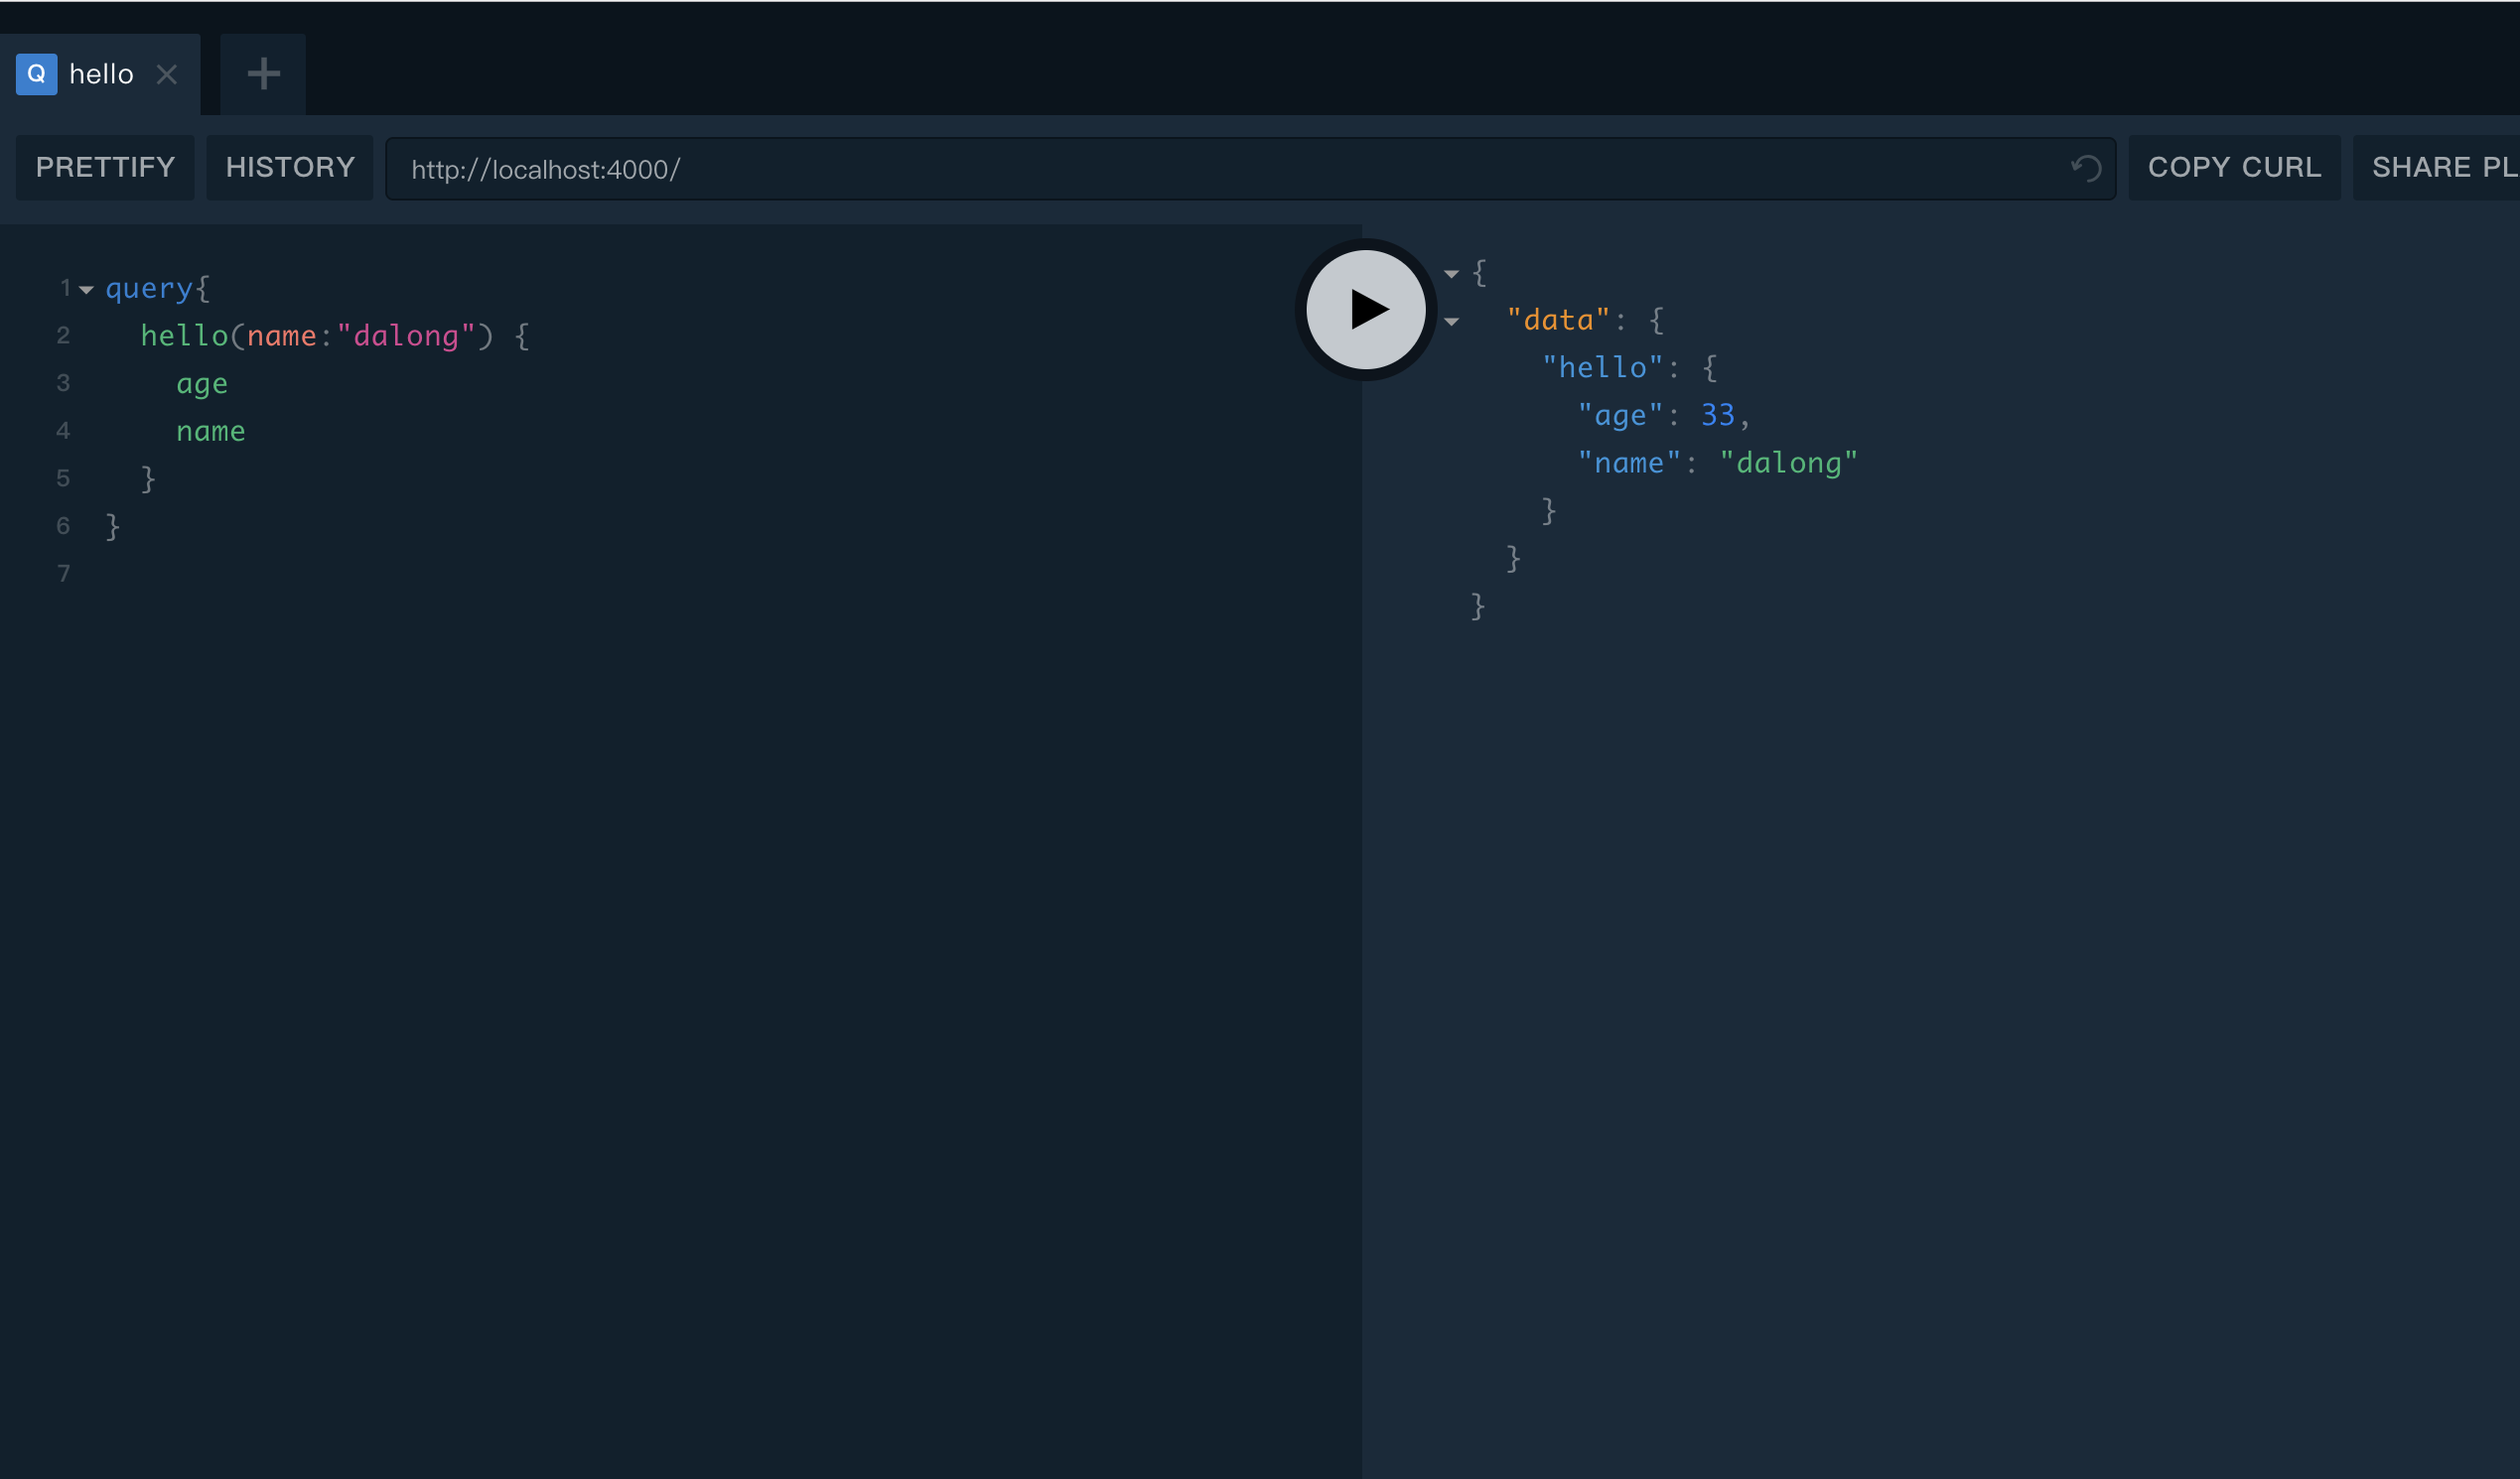 Q hello
PRETTIFY HISTORY http://localhost:4000/ COPY CURL SHARE PL
1 query{
2 hello(name:"dalong") {
3 age
4 name
5 }
6 }
7
{
"data": {
"hello": {
"age": 33,
"name": "dalong"
}
}
}